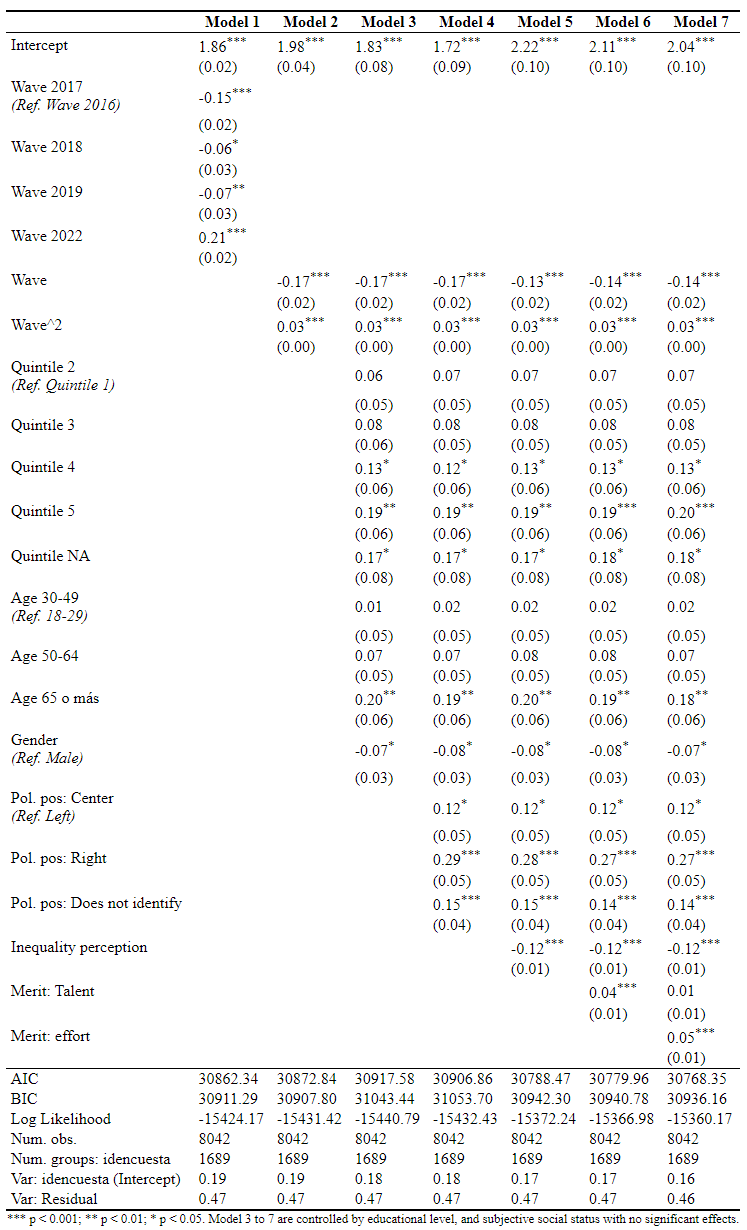 Model 1 Model 2 Model 3 Model 4 Model 5 Model 6 Model 7
Intercept 1.86*** 1.98*** 1.83*** 1.72*** 2.22*** 2.11*** 2.04***
(0.02) (0.04) (0.08) (0.09) (0.10) (0.10) (0.10)
Wave 2017
(Ref. Wave 2016) -0.15***
(0.02)
Wave 2018 -0.06*
(0.03)
Wave 2019 -0.07**
(0.03)
Wave 2022 0.21***
(0.02)
Wave -0.17*** -0.17*** -0.17*** -0.13*** -0.14*** -0.14***
(0.02) (0.02) (0.02) (0.02) (0.02) (0.02)
Wave^2 0.03*** 0.03*** 0.03*** 0.03*** 0.03*** 0.03***
(0.00) (0.00) (0.00) (0.00) (0.00) (0.00)
Quintile 2
(Ref. Quintile 1) 0.06 0.07 0.07 0.07 0.07
(0.05) (0.05) (0.05) (0.05) (0.05)
Quintile 3 0.08 0.08 0.08 0.08 0.08
(0.06) (0.05) (0.05) (0.05) (0.05)
Quintile 4 0.13* 0.12* 0.13* 0.13* 0.13*
(0.06) (0.06) (0.06) (0.06) (0.06)
Quintile 5 0.19** 0.19** 0.19** 0.19*** 0.20***
(0.06) (0.06) (0.06) (0.06) (0.06)
Quintile NA 0.17* 0.17* 0.17* 0.18* 0.18*
(0.08) (0.08) (0.08) (0.08) (0.08)
Age 30-49
(Ref. 18-29) 0.01 0.02 0.02 0.02 0.02
(0.05) (0.05) (0.05) (0.05) (0.05)
Age 50-64 0.07 0.07 0.08 0.08 0.07
(0.05) (0.05) (0.05) (0.05) (0.05)
Age 65 o más 0.20** 0.19** 0.20** 0.19** 0.18**
(0.06) (0.06) (0.06) (0.06) (0.06)
Gender
(Ref. Male) -0.07* -0.08* -0.08* -0.08* -0.07*
(0.03) (0.03) (0.03) (0.03) (0.03)
Pol. pos: Center
(Ref. Left) 0.12* 0.12* 0.12* 0.12*
(0.05) (0.05) (0.05) (0.05)
Pol. pos: Right 0.29*** 0.28*** 0.27*** 0.27***
(0.05) (0.05) (0.05) (0.05)
Pol. pos: Does not identify 0.15*** 0.15*** 0.14*** 0.14***
(0.04) (0.04) (0.04) (0.04)
Inequality perception -0.12*** -0.12*** -0.12***
(0.01) (0.01) (0.01)
Merit: Talent 0.04*** 0.01
(0.01) (0.01)
Merit: effort 0.05***
(0.01)
AIC 30862.34 30872.84 30917.58 30906.86 30788.47 30779.96 30768.35
BIC 30911.29 30907.80 31043.44 31053.70 30942.30 30940.78 30936.16
Log Likelihood -15424.17 -15431.42 -15440.79 -15432.43 -15372.24 -15366.98 -15360.17
Num. obs. 8042 8042 8042 8042 8042 8042 8042
Num. groups: idencuesta 1689 1689 1689 1689 1689 1689 1689
Var: idencuesta (Intercept) 0.19 0.19 0.18 0.18 0.17 0.17 0.16
Var: Residual 0.47 0.47 0.47 0.47 0.47 0.47 0.46
*** p < 0.001; ** p < 0.01; * p < 0.05. Model 3 to 7 are controlled by educational level, and subjective social status with no significant effects.